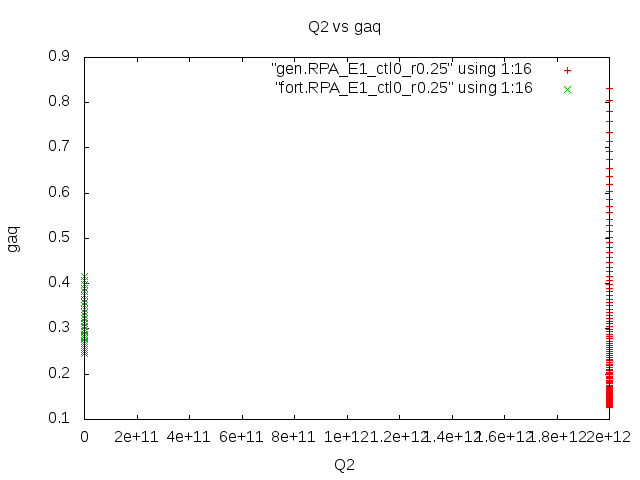 Q2 vs gaq
"gen.RPA_E1_ctl0_r0.25" using 1:16
"fort.RPA_E1_ctl0_r0.25" using 1:16
0.9
0.8
0.7
0.6
0.5
0.4
0.3
0.2
0.1
gaq
0 2e+11 4e+11 6e+11 8e+11 1e+12 1.2e+12 1.4e+12 1.6e+12 1.8e+12 2e+12
Q2